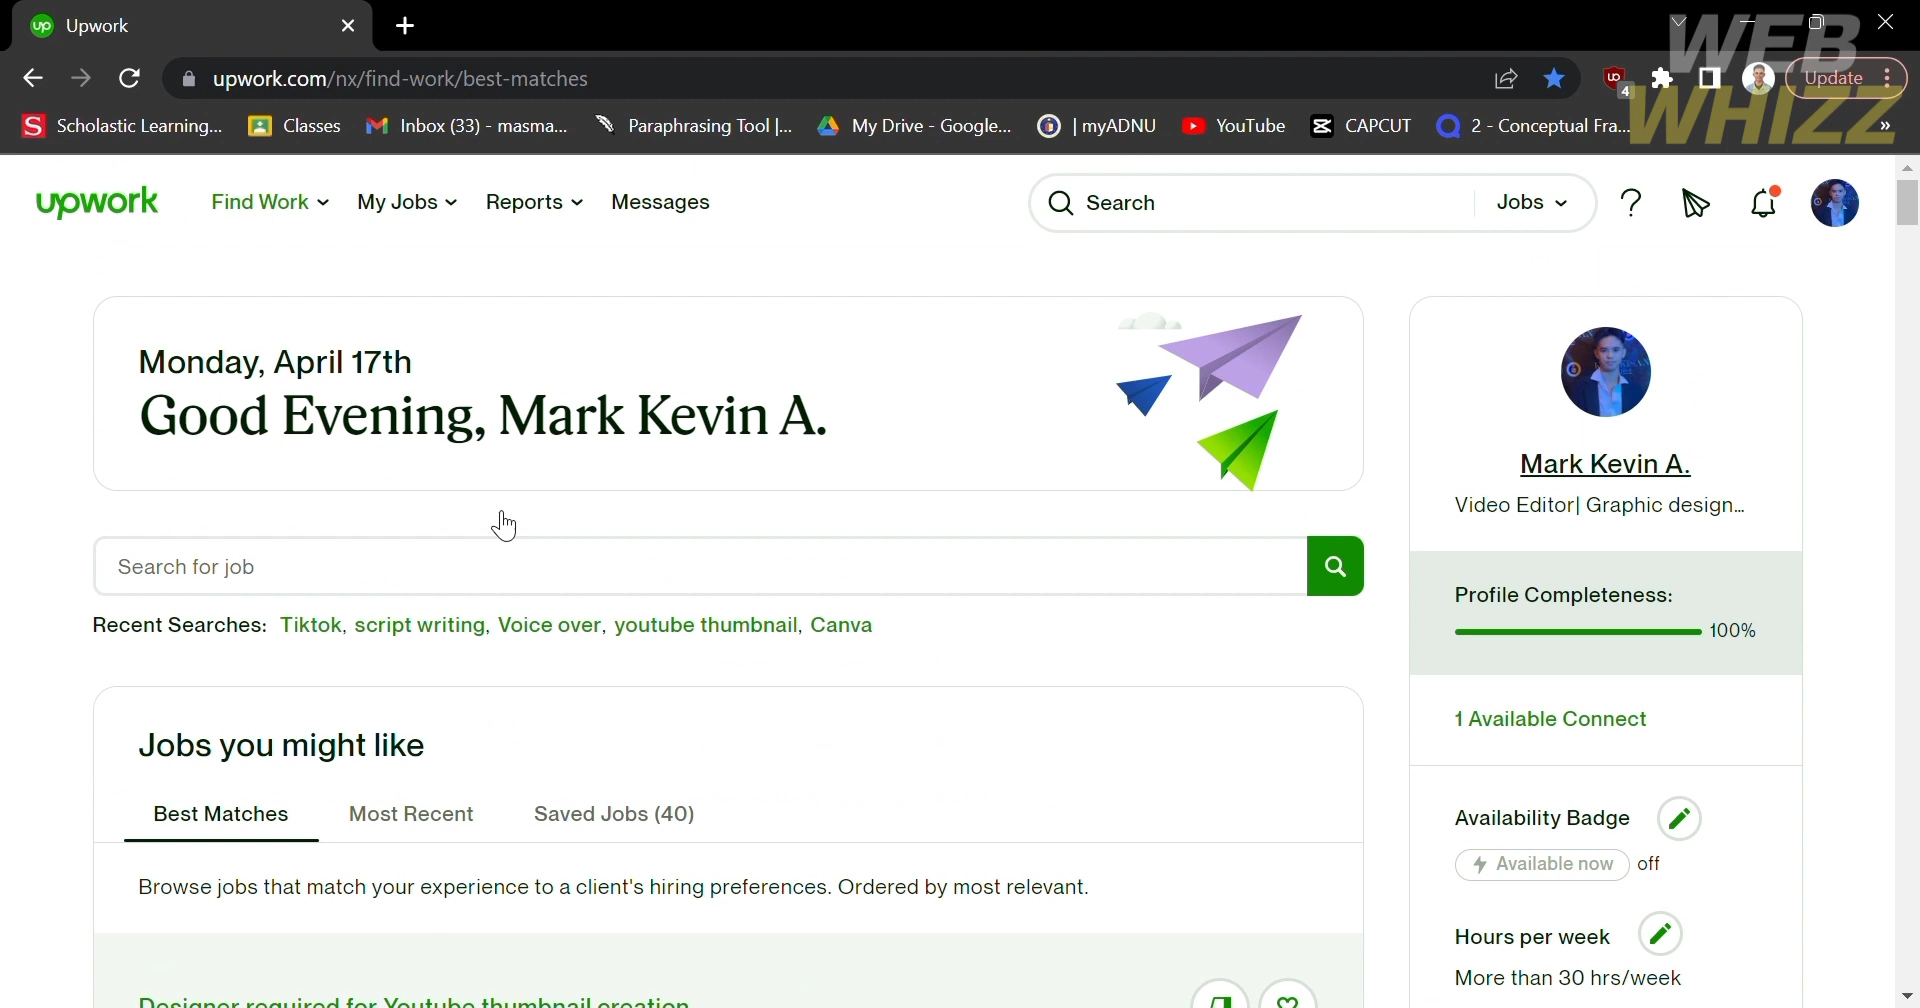 up Upwork
WEB
WHIZZ
upwork.com/nx/find-work/best-matches
4
Update
S Scholastic Learning... Classes Inbox (33) - masma... Paraphrasing Tool |... My Drive - Google... | myADNU YouTube CAPCUT 2 - Conceptual Fra... »
upwork Find Work My Jobs Reports Messages Search Jobs ?
Monday, April 17th
Good Evening, Mark Kevin A.
Search for job
Recent Searches: Tiktok, script writing, Voice over, youtube thumbnail, Canva
Jobs you might like
Best Matches Most Recent Saved Jobs (40)
Browse jobs that match your experience to a client's hiring preferences. Ordered by most relevant.
Designer required for Youtube thumbnail creation
Mark Kevin A.
Video Editor| Graphic design...
Profile Completeness:
100%
1 Available Connect
Availability Badge
Available now off
Hours per week
More than 30 hrs/week